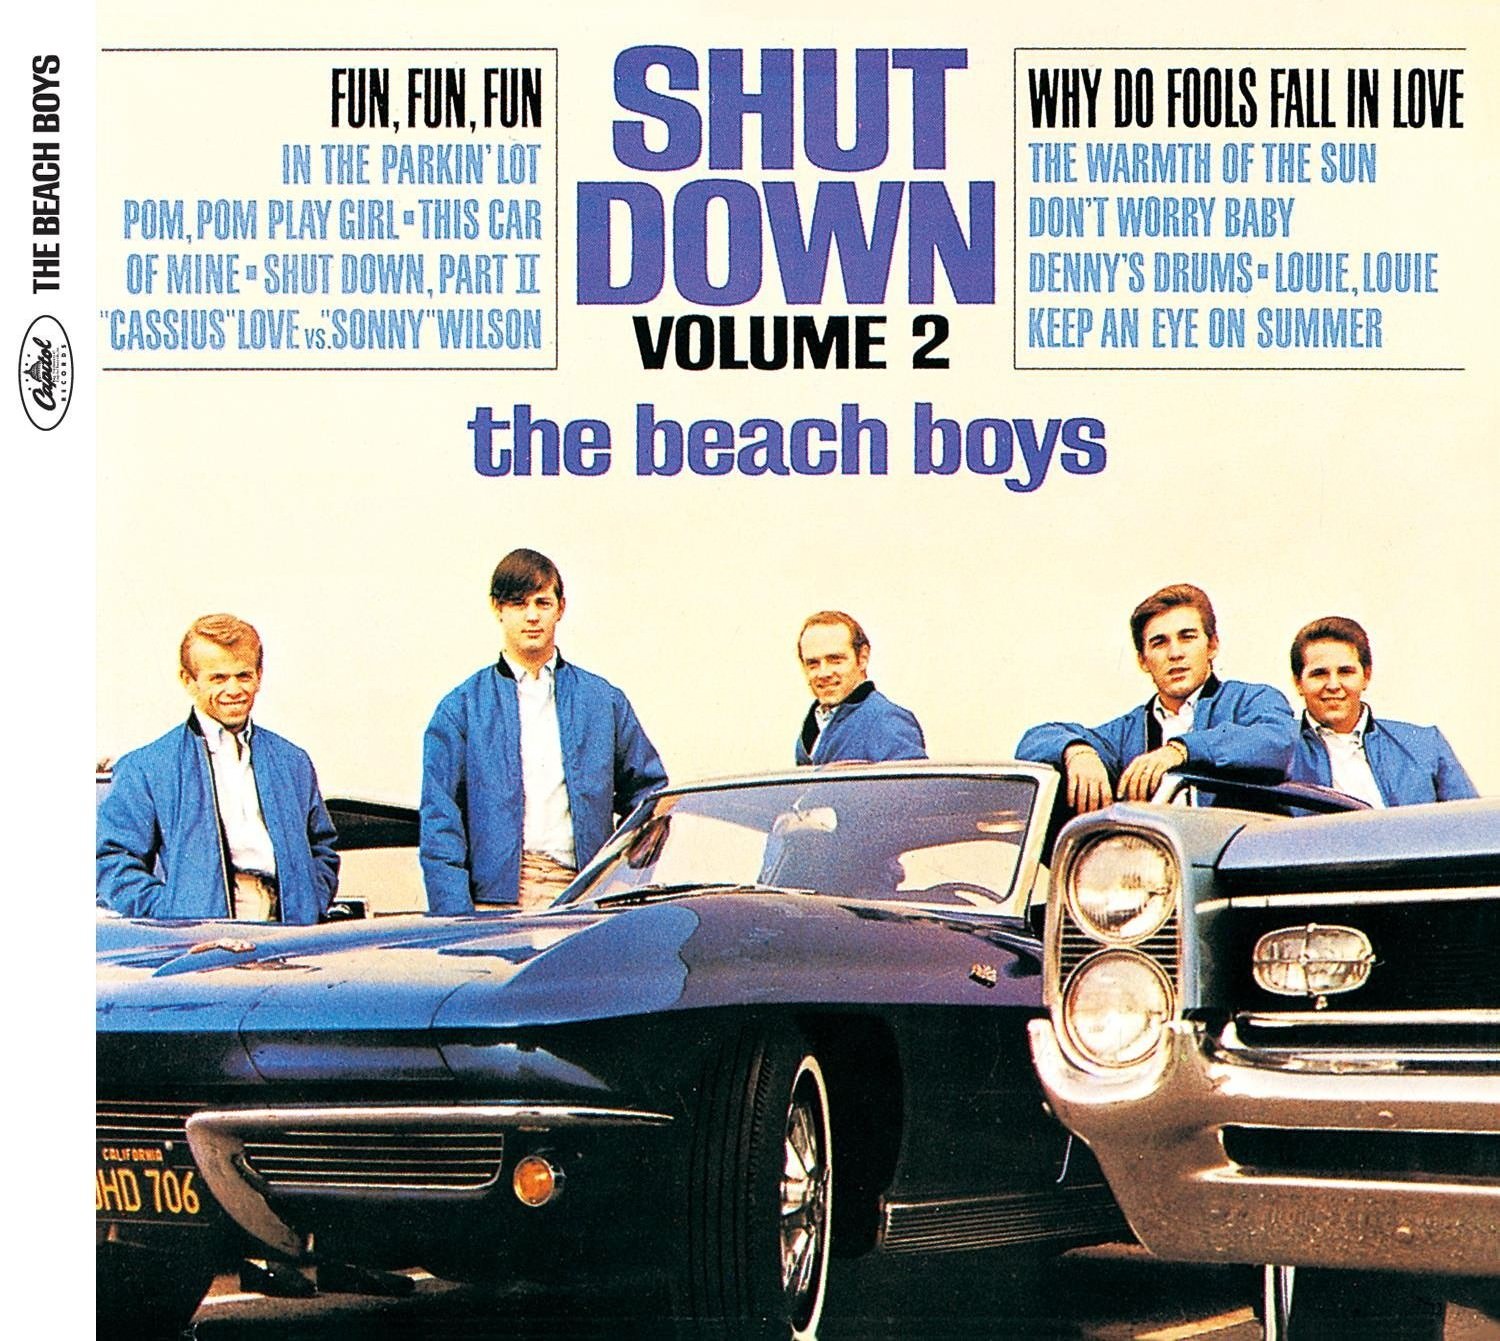 THE BEACH BOYS
Capitol
RECORDS
FUN, FUN, FUN
IN THE PARKIN' LOT
POM, POM PLAY GIRL ▪ THIS CAR
OF MINE ▪ SHUT DOWN, PART II
"CASSIUS" LOVE vs. "SONNY" WILSON
SHUT
DOWN
VOLUME 2
WHY DO FOOLS FALL IN LOVE
THE WARMTH OF THE SUN
DON'T WORRY BABY
DENNY'S DRUMS ▪ LOUIE, LOUIE
KEEP AN EYE ON SUMMER
the beach boys
CALIFORNIA
HD 706